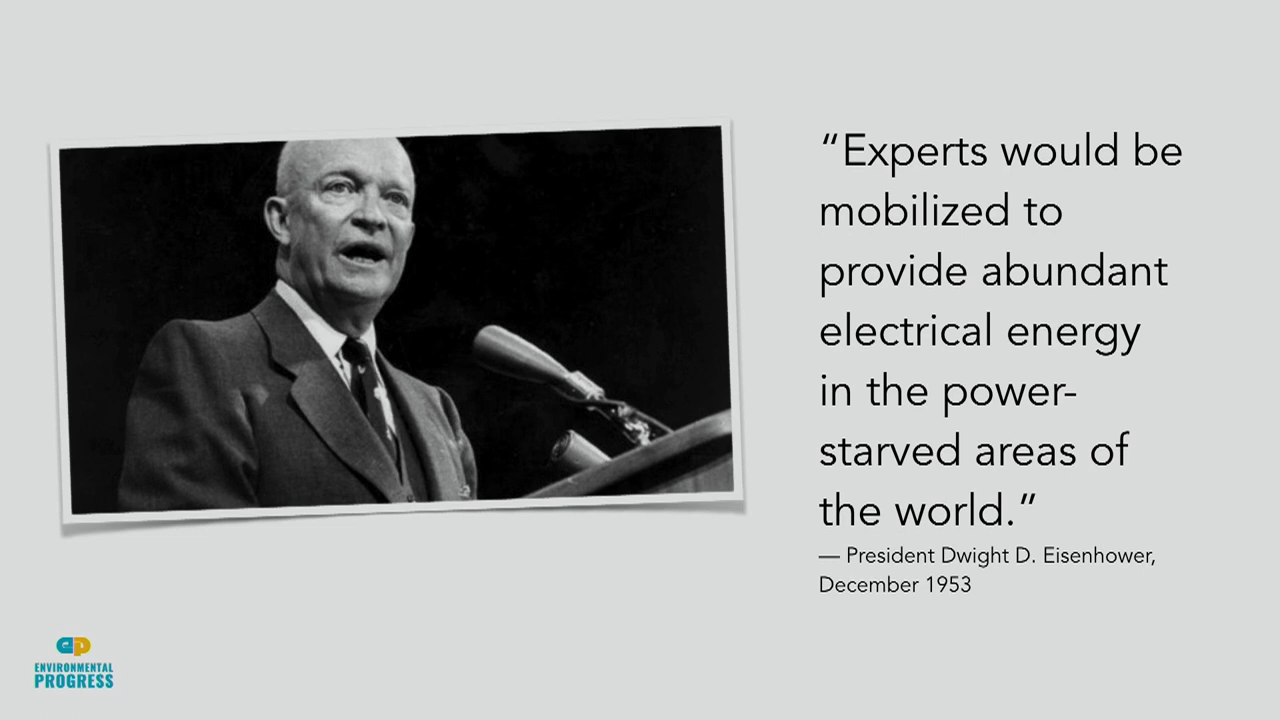 “Experts would be
mobilized to
provide abundant
electrical energy
in the power-
starved areas of
the world.”
— President Dwight D. Eisenhower,
December 1953
ep
ENVIRONMENTAL
PROGRESS